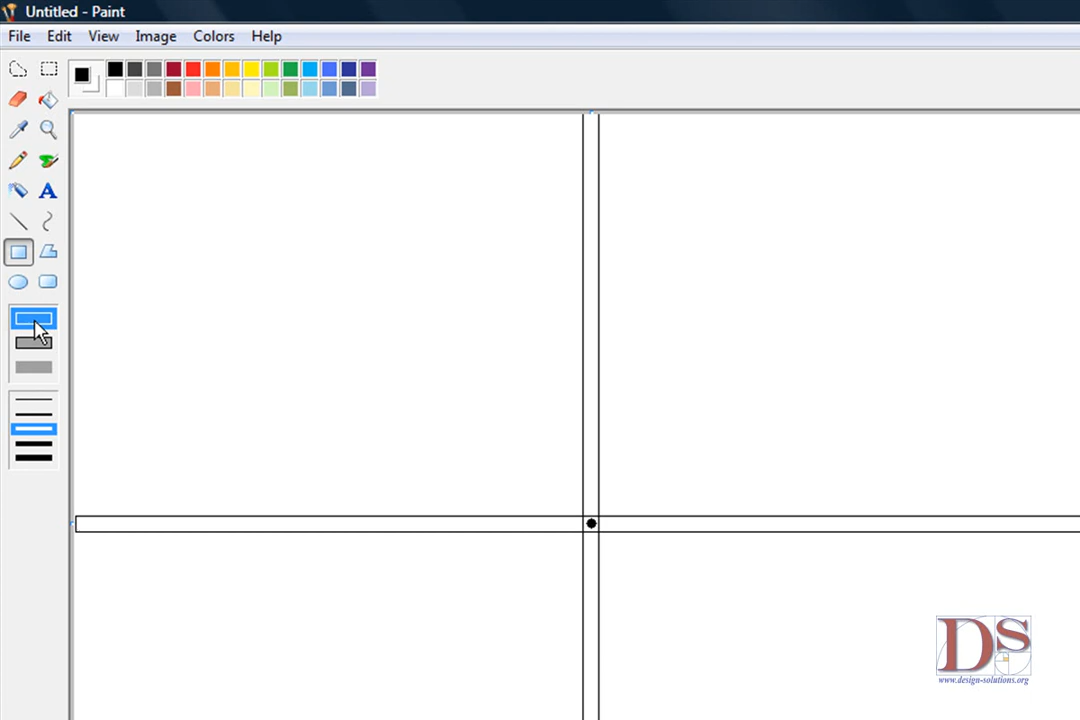 Untitled - Paint
File Edit View Image Colors Help
A
DS
www.design-solutions.org